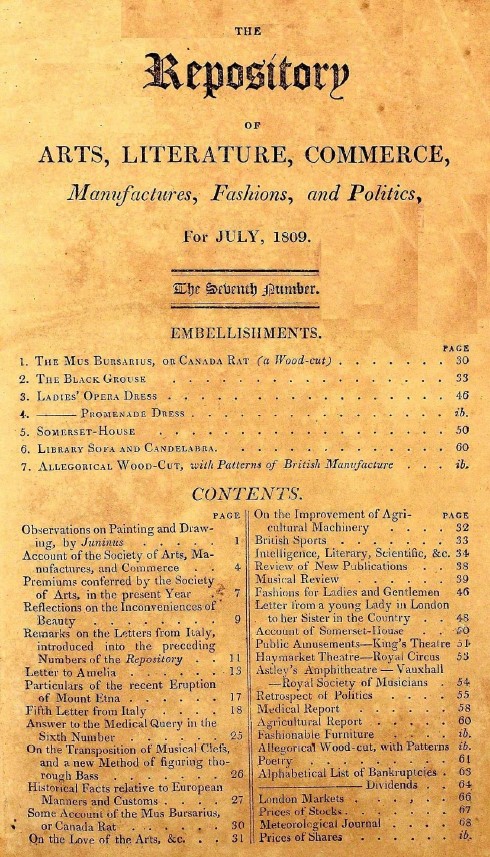 THE
Repository
OF
ARTS, LITERATURE, COMMERCE,
Manufactures, Fashions, and Politics,
For JULY, 1809.
The Seventh Number.
EMBELLISHMENTS.
PAGE
1. THE MUS BURSARIUS, OR CANADA RAT (a Wood-cut) . . . . . . . 30
2. THE BLACK GROUSE . . . . . . . 33
3. LADIES' OPERA DRESS . . . . . . . 46
4. ——— PROMENADE DRESS . . . . . . . ib.
5. SOMERSET-HOUSE . . . . . . . 50
6. LIBRARY SOFA AND CANDELABRA. . . . . . . 60
7. ALLEGORICAL WOOD-CUT, with Patterns of British Manufacture . . . ib.
CONTENTS.
PAGE
Observations on Painting and Draw-
ing, by Juninus . . . . 1
Account of the Society of Arts, Ma-
nufactures, and Commerce . . 4
Premiums conferred by the Society
of Arts, in the present Year . 7
Reflections on the Inconveniences of
Beauty . . . . 9
Remarks on the Letters from Italy,
introduced into the preceding
Numbers of the Repository . . 11
Letter to Amelia . . . . 13
Particulars of the recent Eruption
of Mount Etna . . . . 17
Fifth Letter from Italy . . . 18
Answer to the Medical Query in the
Sixth Number . . . . 25
On the Transposition of Musical Clefs,
and a new Method of figuring tho-
rough Bass . . . . 26
Historical Facts relative to European
Manners and Customs . . . 27
Some Account of the Mus Bursarius,
or Canada Rat . . . . 30
On the Love of the Arts, &c. . . 31
PAGE
On the Improvement of Agri-
cultural Machinery . . . . 32
British Sports . . . . 33
Intelligence, Literary, Scientific, &c. 34
Review of New Publications . . 38
Musical Review . . . . 39
Fashions for Ladies and Gentlemen 46
Letter from a young Lady in London
to her Sister in the Country . . 48
Account of Somerset-House . . 50
Public Amusements—King's Theatre 51
Haymarket Theatre—Royal Circus 53
Astley's Amphitheatre — Vauxhall
—Royal Society of Musicians . 54
Retrospect of Politics . . . 55
Medical Report . . . . 58
Agricultural Report . . . . 60
Fashionable Furniture . . . ib.
Allegorical Wood-cut, with Patterns ib.
Poetry . . . . 61
Alphabetical List of Bankruptcies . 63
——— Dividends . 64
London Markets . . . . 66
Prices of Stocks . . . . 67
Meteorological Journal . . . 68
Prices of Shares . . . . ib.